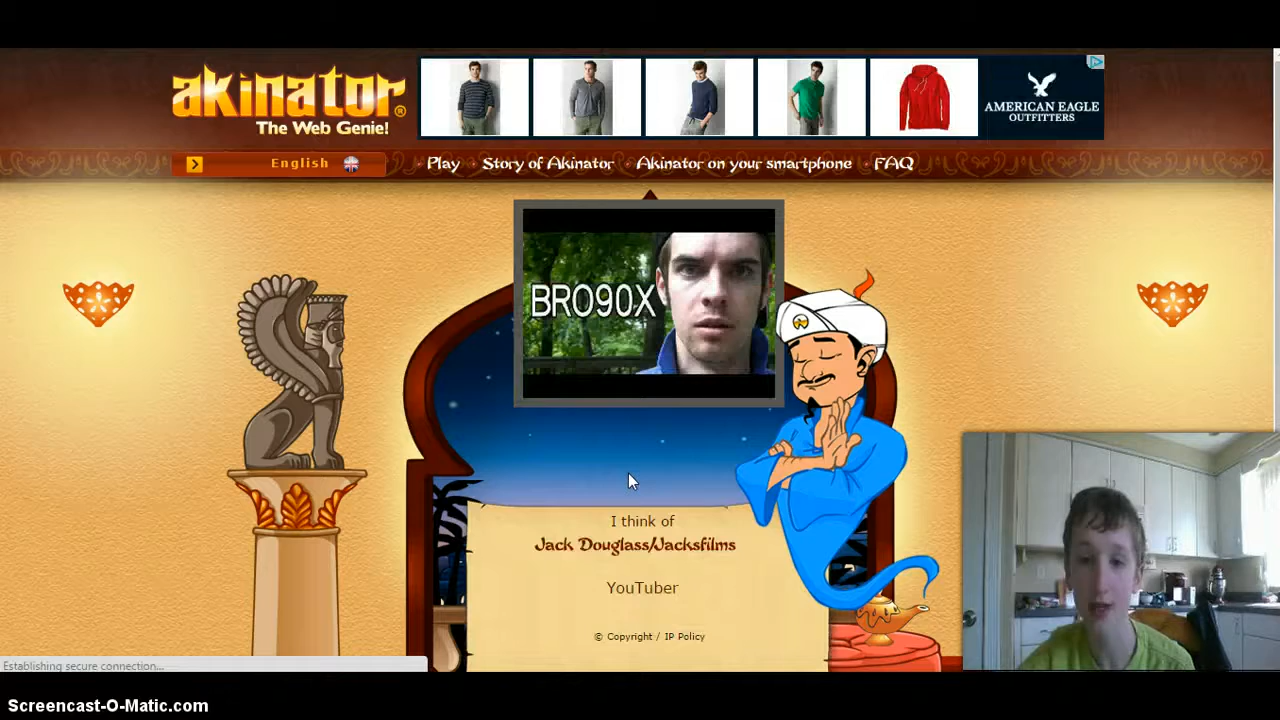 akinator®
The Web Genie!
AMERICAN EAGLE
OUTFITTERS
English
Play
Story of Akinator
Akinator on your smartphone
FAQ
BRO90X
I think of
Jack Douglass/Jacksfilms
YouTuber
© Copyright / IP Policy
Establishing secure connection...
Screencast-O-Matic.com